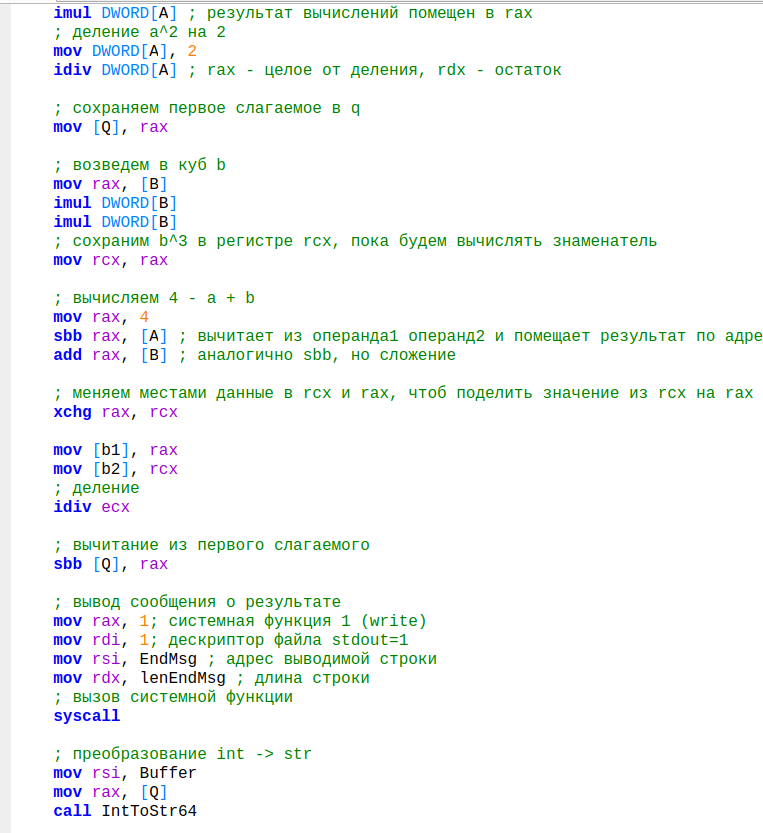 imul DWORD[A] ; результат вычислений помещен в rax
; деление a^2 на 2
mov DWORD[A], 2
idiv DWORD[A] ; rax - целое от деления, rdx - остаток
; сохраняем первое слагаемое в q
mov [Q], rax
; возведем в куб b
mov rax, [B]
imul DWORD[B]
imul DWORD[B]
; сохраним b^3 в регистре rcx, пока будем вычислять знаменатель
mov rcx, rax
; вычисляем 4 - a + b
mov rax, 4
sbb rax, [A] ; вычитает из операнда1 операнд2 и помещает результат по адре
add rax, [B] ; аналогично sbb, но сложение
; меняем местами данные в rcx и rax, чтоб поделить значение из rcx на rax
xchg rax, rcx
mov [b1], rax
mov [b2], rcx
; деление
idiv ecx
; вычитание из первого слагаемого
sbb [Q], rax
; вывод сообщения о результате
mov rax, 1; системная функция 1 (write)
mov rdi, 1; дескриптор файла stdout=1
mov rsi, EndMsg ; адрес выводимой строки
mov rdx, lenEndMsg ; длина строки
; вызов системной функции
syscall
; преобразование int -> str
mov rsi, Buffer
mov rax, [Q]
call IntToStr64